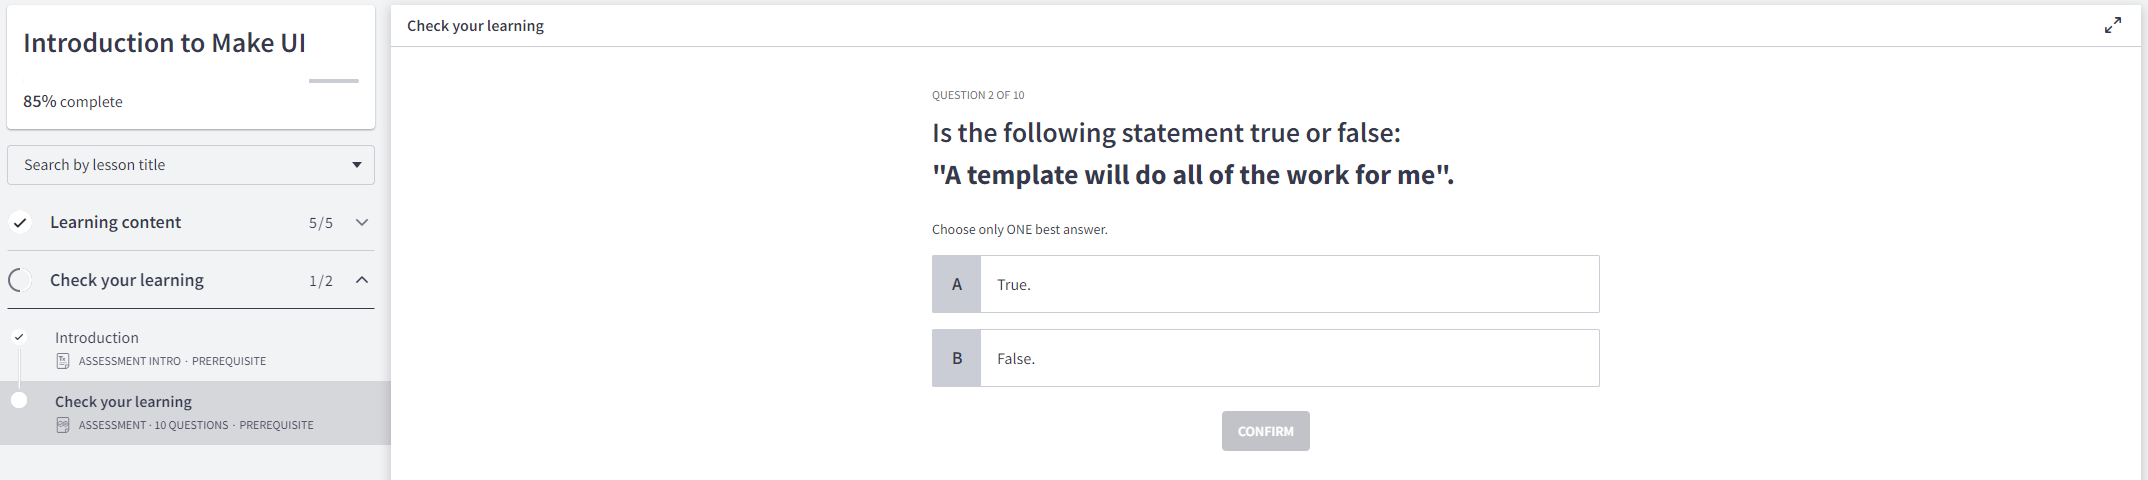 Introduction to Make UI
85% complete
Search by lesson title
Learning content 5/5
Check your learning 1/2
Introduction
ASSESSMENT INTRO · PREREQUISITE
Check your learning
ASSESSMENT · 10 QUESTIONS · PREREQUISITE
Check your learning
QUESTION 2 OF 10
Is the following statement true or false:
"A template will do all of the work for me".
Choose only ONE best answer.
A True.
B False.
CONFIRM